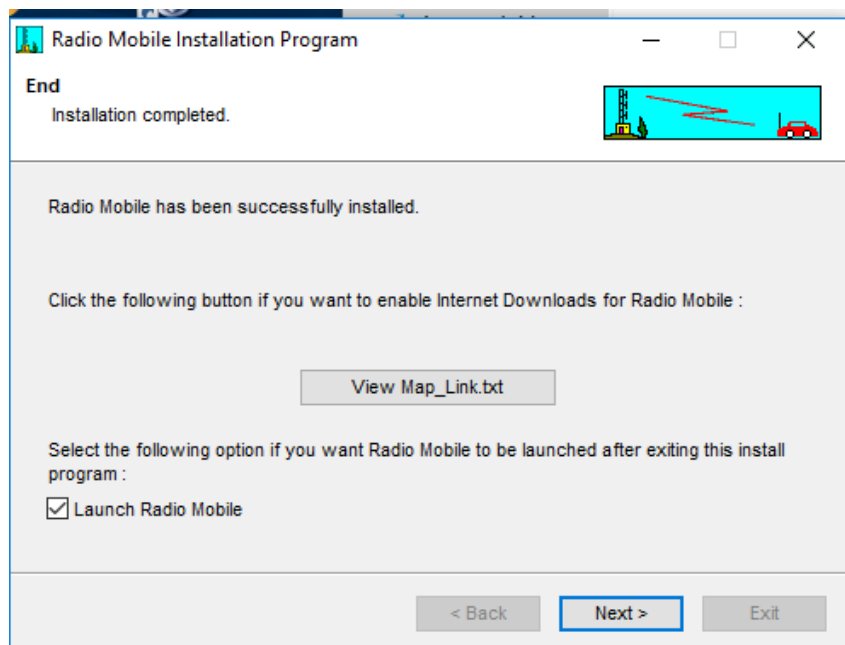 Radio Mobile Installation Program
End
Installation completed.
Radio Mobile has been successfully installed.
Click the following button if you want to enable Internet Downloads for Radio Mobile :
View Map_Link.txt
Select the following option if you want Radio Mobile to be launched after exiting this install
program :
Launch Radio Mobile
< Back Next > Exit